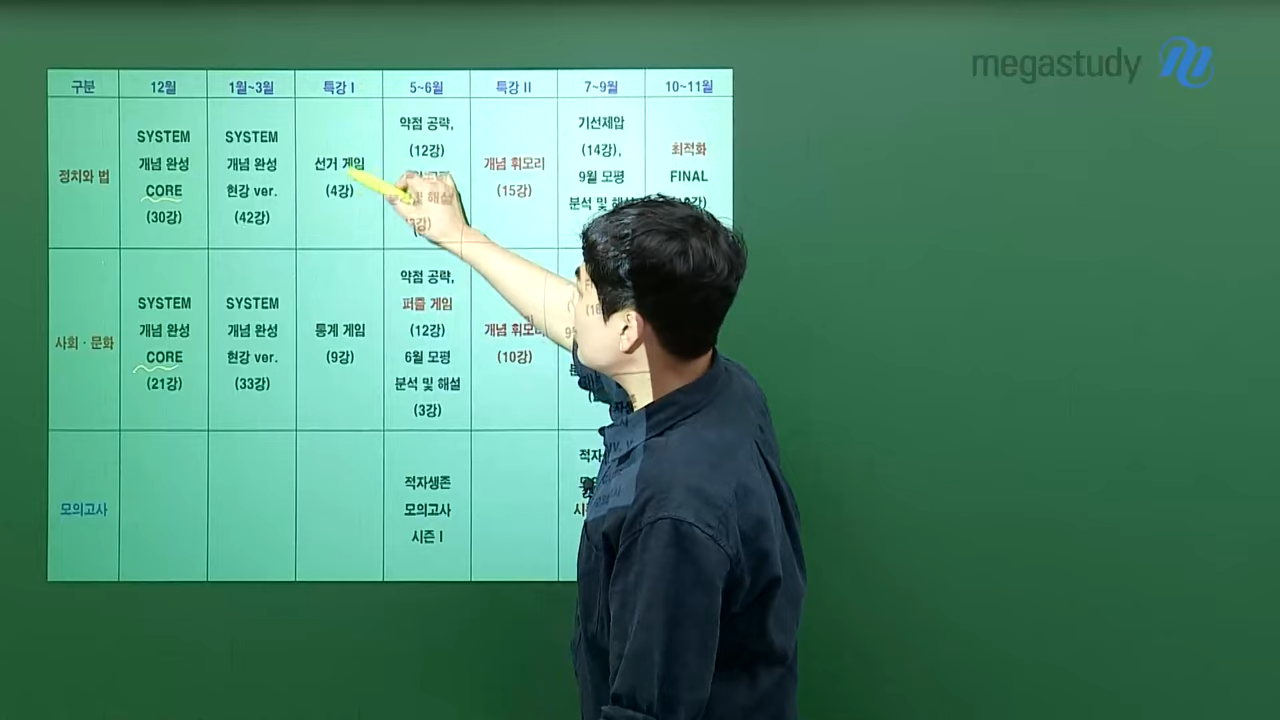 megastudy
구분 12월 1월~3월 특강 I 5~6월 특강 II 7~9월 10~11월
정치와 법
SYSTEM
개념 완성
CORE
(30강)
SYSTEM
개념 완성
현강 ver.
(42강)
선거 게임
(4강)
약점 공략,
(12강)
및 해설
개념 휘모리
(15강)
기선제압
(14강),
9월 모평
분석 및 해설
최적화
FINAL
사회 · 문화
SYSTEM
개념 완성
CORE
(21강)
SYSTEM
개념 완성
현강 ver.
(33강)
통계 게임
(9강)
약점 공략,
퍼즐 게임
(12강)
6월 모평
분석 및 해설
(3강)
개념 휘모리
(10강)
모의고사
적자생존
모의고사
시즌 I